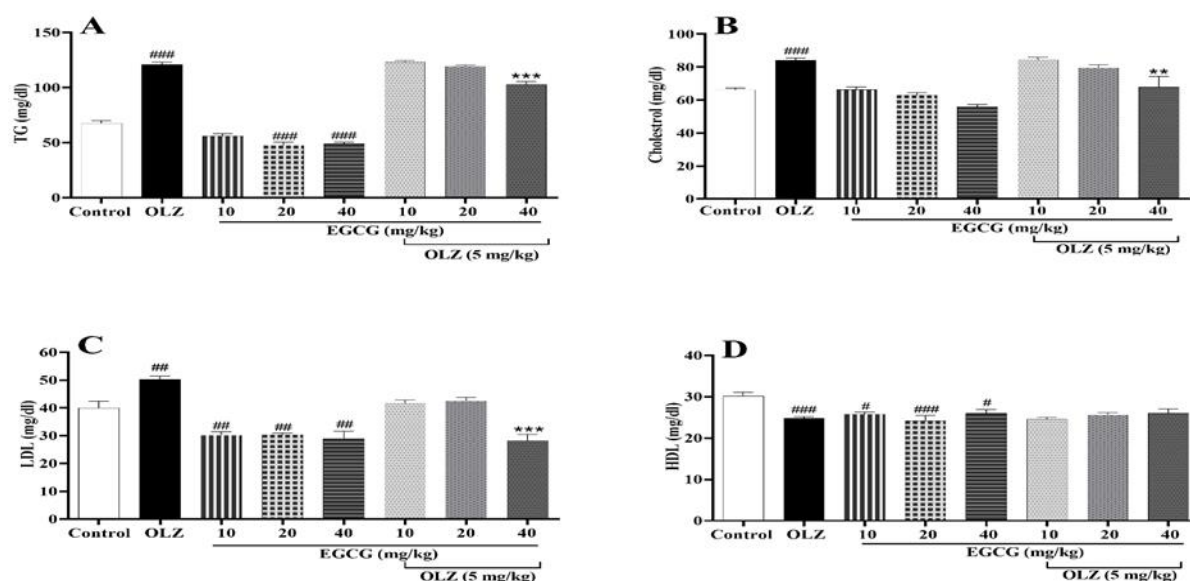 A
TG (mg/dl)
150
100
50
0
###
###
###
***
Control OLZ 10 20 40 10 20 40
EGCG (mg/kg)
OLZ (5 mg/kg)
B
Cholestrol (mg/dl)
100
80
60
40
20
0
###
**
Control OLZ 10 20 40 10 20 40
EGCG (mg/kg)
OLZ (5 mg/kg)
C
LDL (mg/dl)
60
50
40
30
20
10
0
##
##
##
##
***
Control OLZ 10 20 40 10 20 40
EGCG (mg/kg)
OLZ (5 mg/kg)
D
HDL (mg/dl)
40
30
20
10
0
###
#
###
#
Control OLZ 10 20 40 10 20 40
EGCG (mg/kg)
OLZ (5 mg/kg)